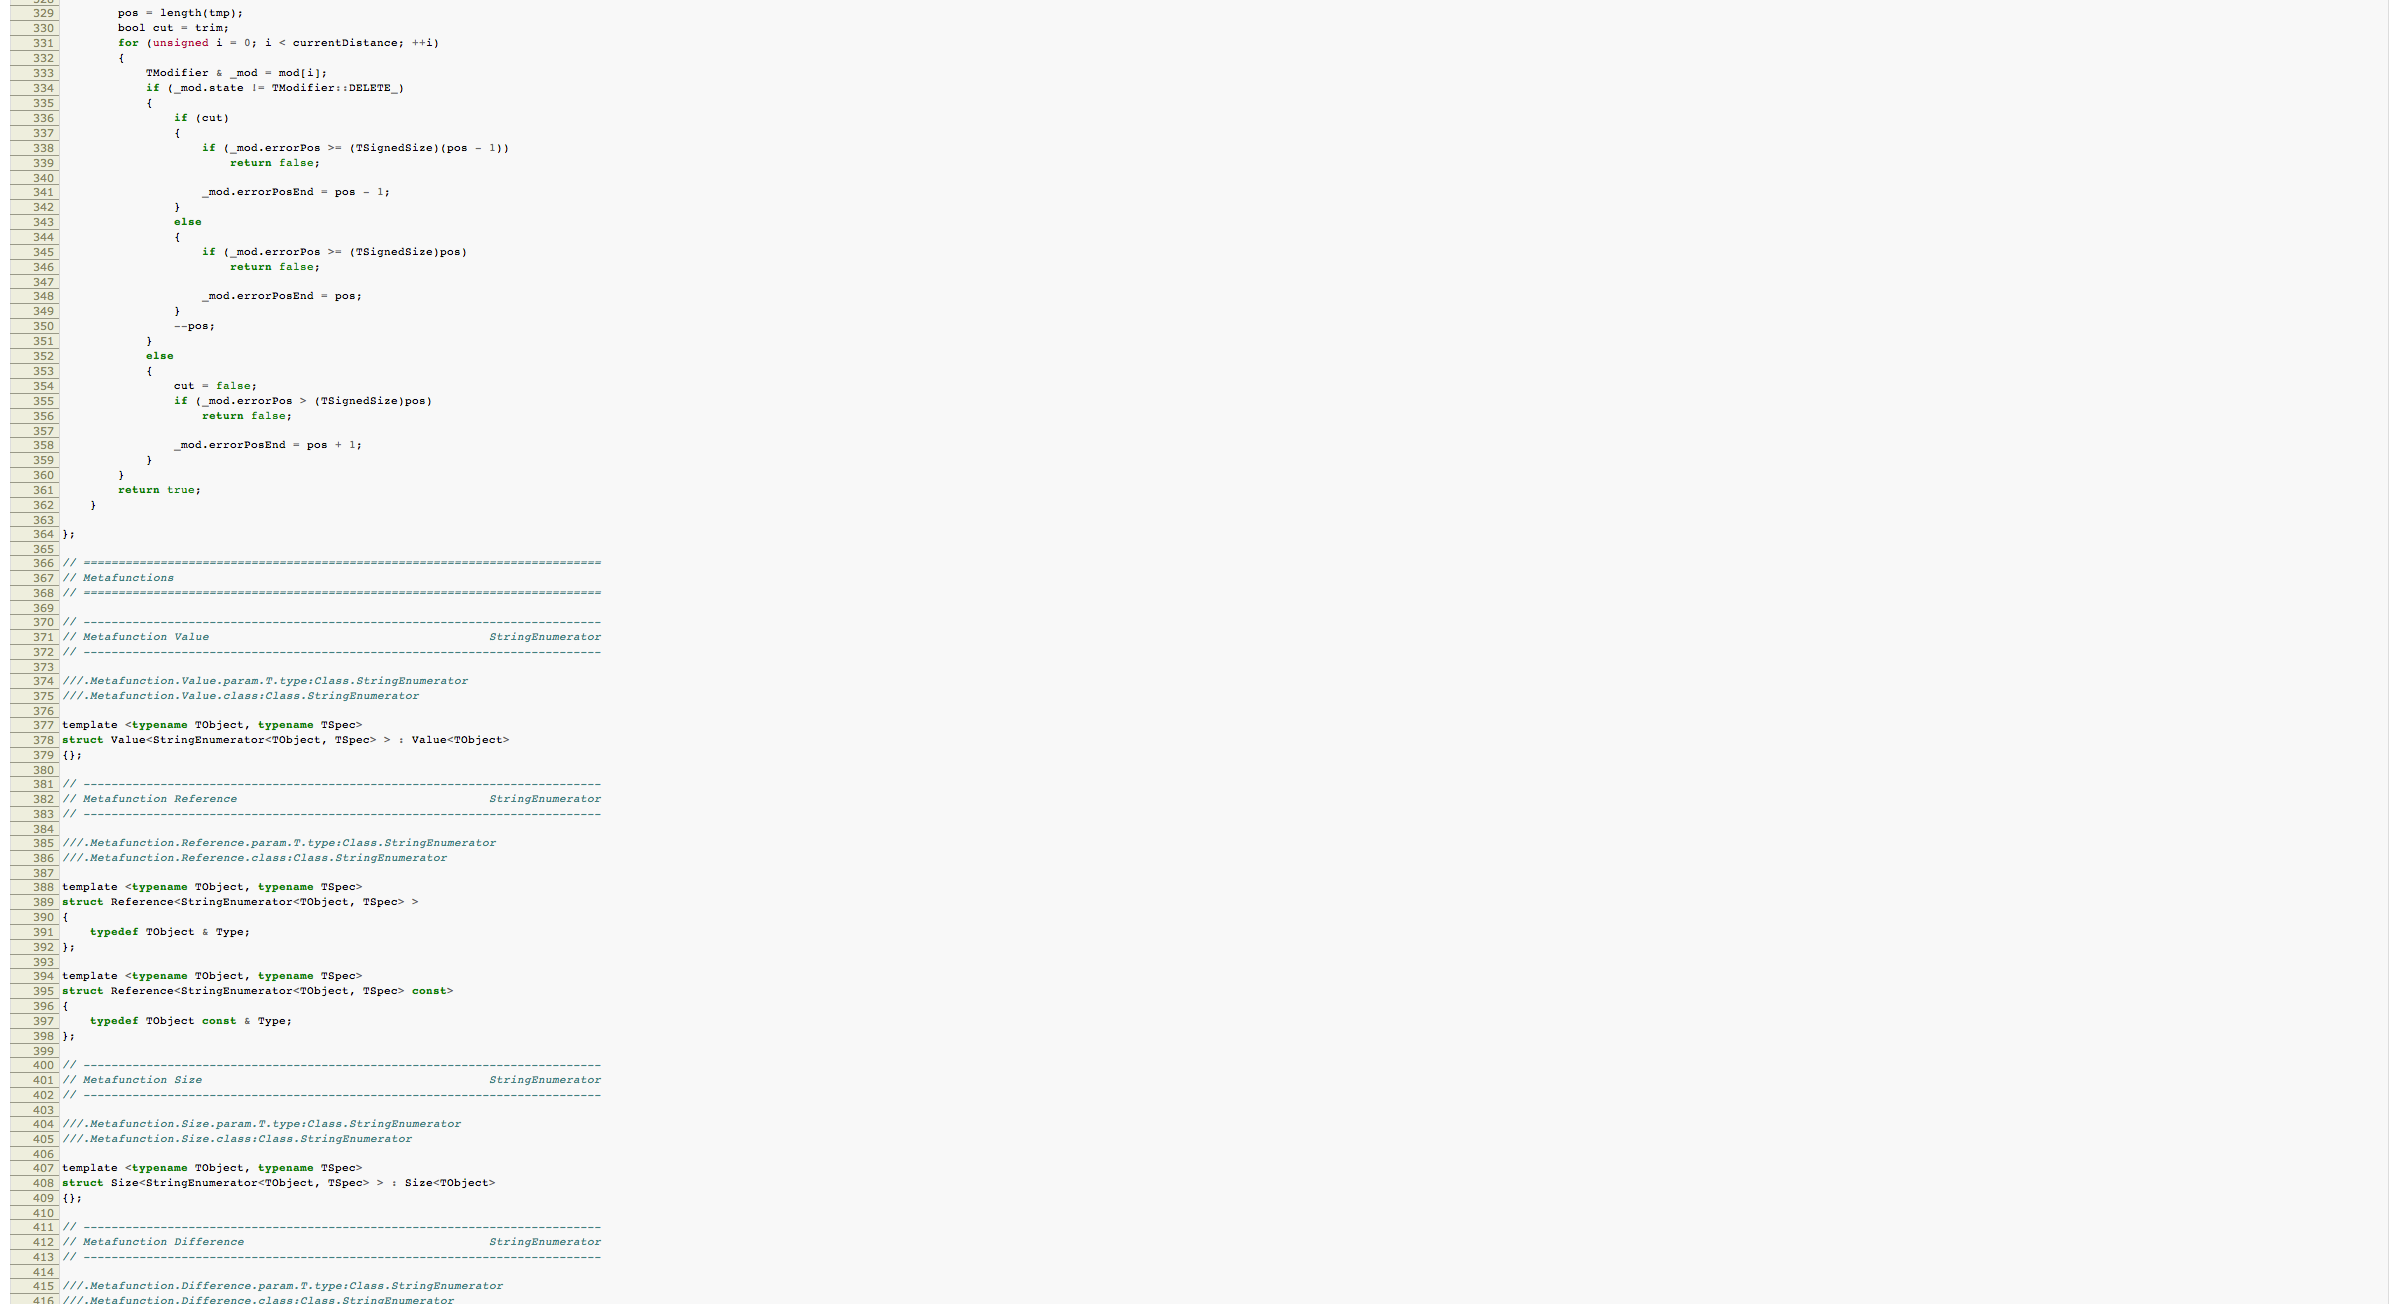 329         pos = length(tmp);
330         bool cut = trim;
331         for (unsigned i = 0; i < currentDistance; ++i)
332         {
333             TModifier & _mod = mod[i];
334             if (_mod.state != TModifier::DELETE_)
335             {
336                 if (cut)
337                 {
338                     if (_mod.errorPos >= (TSignedSize)(pos - 1))
339                         return false;
340
341                     _mod.errorPosEnd = pos - 1;
342                 }
343                 else
344                 {
345                     if (_mod.errorPos >= (TSignedSize)pos)
346                         return false;
347
348                     _mod.errorPosEnd = pos;
349                 }
350                 --pos;
351             }
352             else
353             {
354                 cut = false;
355                 if (_mod.errorPos > (TSignedSize)pos)
356                     return false;
357
358                 _mod.errorPosEnd = pos + 1;
359             }
360         }
361         return true;
362     }
363
364 };
365
366 // ==========================================================================
367 // Metafunctions
368 // ==========================================================================
369
370 // --------------------------------------------------------------------------
371 // Metafunction Value                                        StringEnumerator
372 // --------------------------------------------------------------------------
373
374 ///.Metafunction.Value.param.T.type:Class.StringEnumerator
375 ///.Metafunction.Value.class:Class.StringEnumerator
376
377 template <typename TObject, typename TSpec>
378 struct Value<StringEnumerator<TObject, TSpec> > : Value<TObject>
379 {};
380
381 // --------------------------------------------------------------------------
382 // Metafunction Reference                                    StringEnumerator
383 // --------------------------------------------------------------------------
384
385 ///.Metafunction.Reference.param.T.type:Class.StringEnumerator
386 ///.Metafunction.Reference.class:Class.StringEnumerator
387
388 template <typename TObject, typename TSpec>
389 struct Reference<StringEnumerator<TObject, TSpec> >
390 {
391     typedef TObject & Type;
392 };
393
394 template <typename TObject, typename TSpec>
395 struct Reference<StringEnumerator<TObject, TSpec> const>
396 {
397     typedef TObject const & Type;
398 };
399
400 // --------------------------------------------------------------------------
401 // Metafunction Size                                         StringEnumerator
402 // --------------------------------------------------------------------------
403
404 ///.Metafunction.Size.param.T.type:Class.StringEnumerator
405 ///.Metafunction.Size.class:Class.StringEnumerator
406
407 template <typename TObject, typename TSpec>
408 struct Size<StringEnumerator<TObject, TSpec> > : Size<TObject>
409 {};
410
411 // --------------------------------------------------------------------------
412 // Metafunction Difference                                   StringEnumerator
413 // --------------------------------------------------------------------------
414
415 ///.Metafunction.Difference.param.T.type:Class.StringEnumerator
416 ///.Metafunction.Difference.class:Class.StringEnumerator